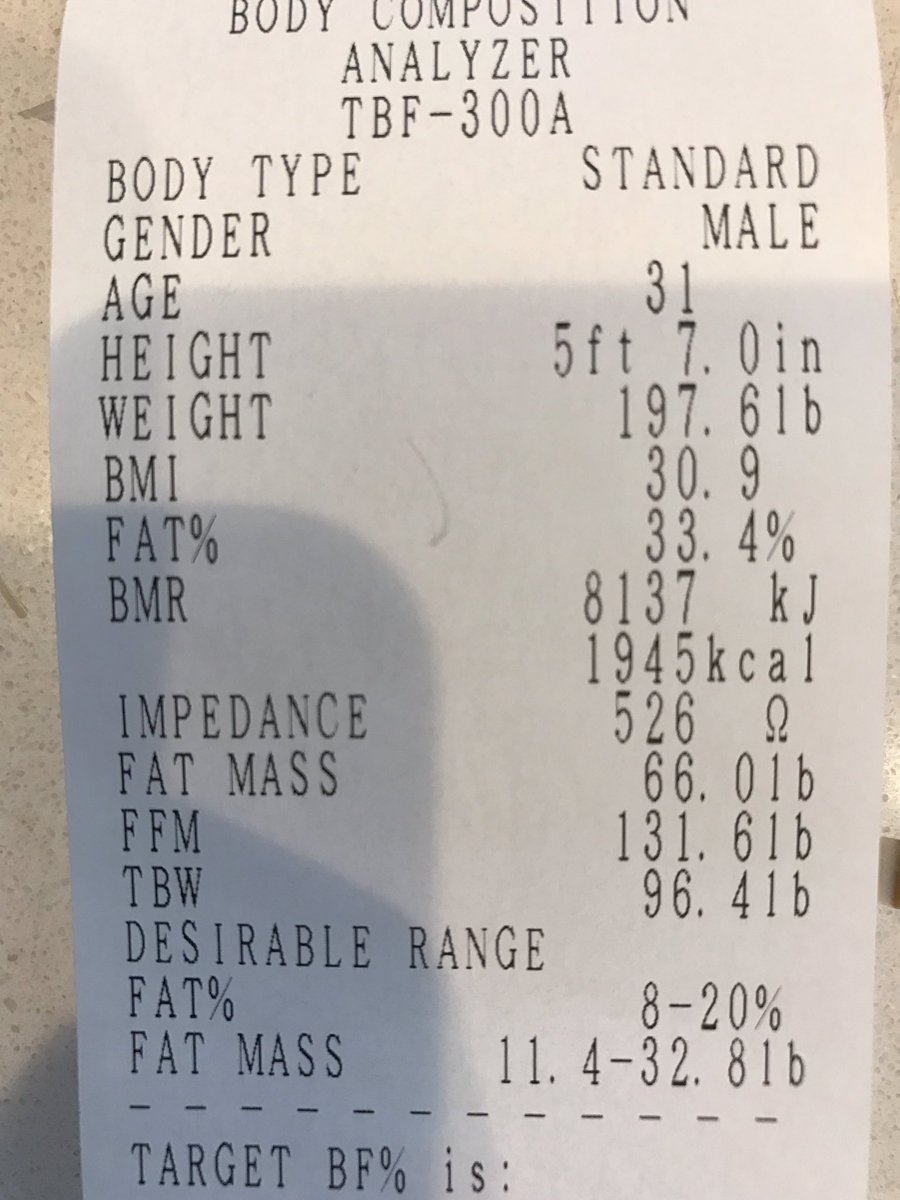 BODY COMPOSITION
ANALYZER
TBF-300A
BODY TYPE STANDARD
GENDER MALE
AGE 31
HEIGHT 5ft 7.0in
WEIGHT 197.6lb
BMI 30.9
FAT% 33.4%
BMR 8137 kJ
1945kcal
IMPEDANCE 526 Ω
FAT MASS 66.0lb
FFM 131.6lb
TBW 96.4lb
DESIRABLE RANGE
FAT% 8-20%
FAT MASS 11.4-32.8lb
- - - - - - - - - - - -
TARGET BF% is: